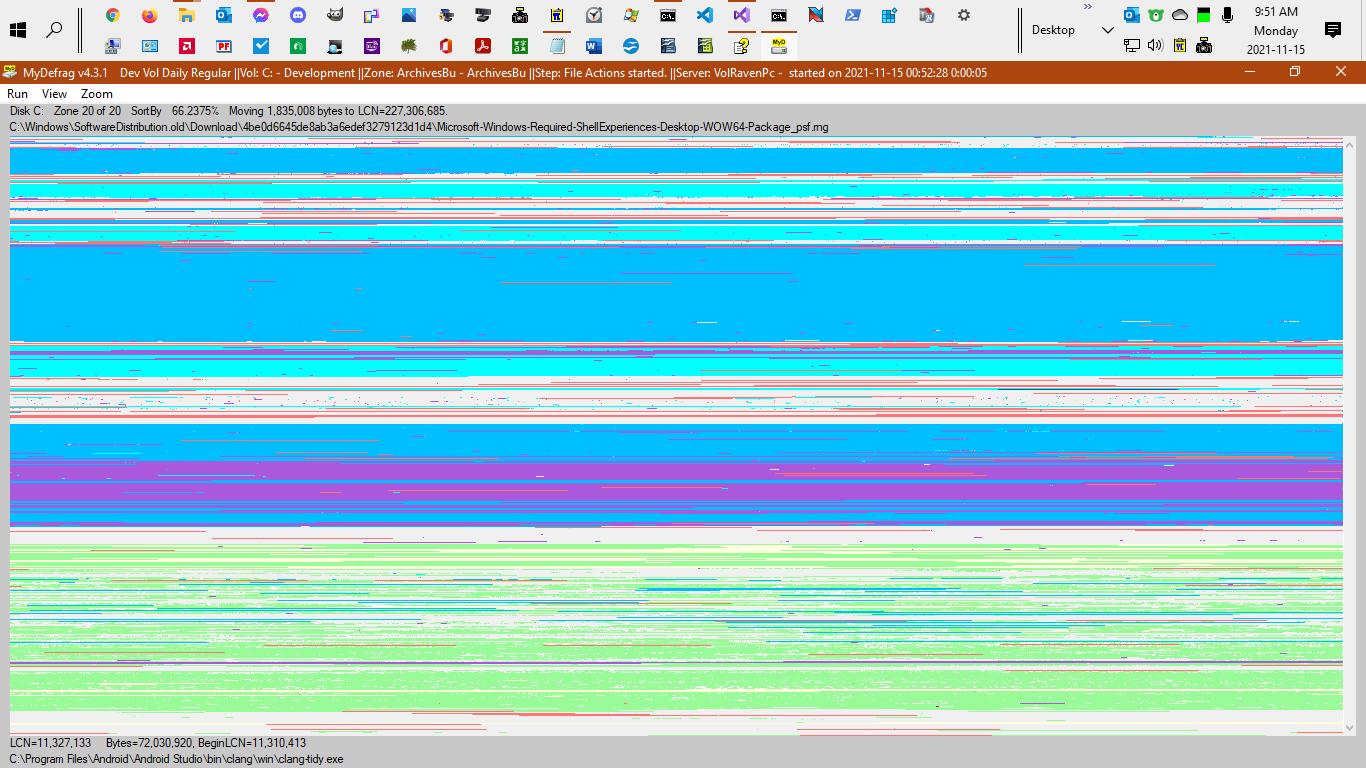 9:51 AM
Desktop
Monday
2021-11-15
MyDefrag v4.3.1 Dev Vol Daily Regular ||Vol: C: - Development ||Zone: ArchivesBu - ArchivesBu ||Step: File Actions started. ||Server: VolRavenPc - started on 2021-11-15 00:52:28 0:00:05
Run View Zoom
Disk C: Zone 20 of 20 SortBy 66.2375% Moving 1,835,008 bytes to LCN=227,306,685.
C:\Windows\SoftwareDistribution.old\Download\4be0d6645de8ab3a6edef3279123d1d4\Microsoft-Windows-Required-ShellExperiences-Desktop-WOW64-Package_psf.mg
LCN=11,327,133 Bytes=72,030,920, BeginLCN=11,310,413
C:\Program Files\Android\Android Studio\bin\clang\win\clang-tidy.exe